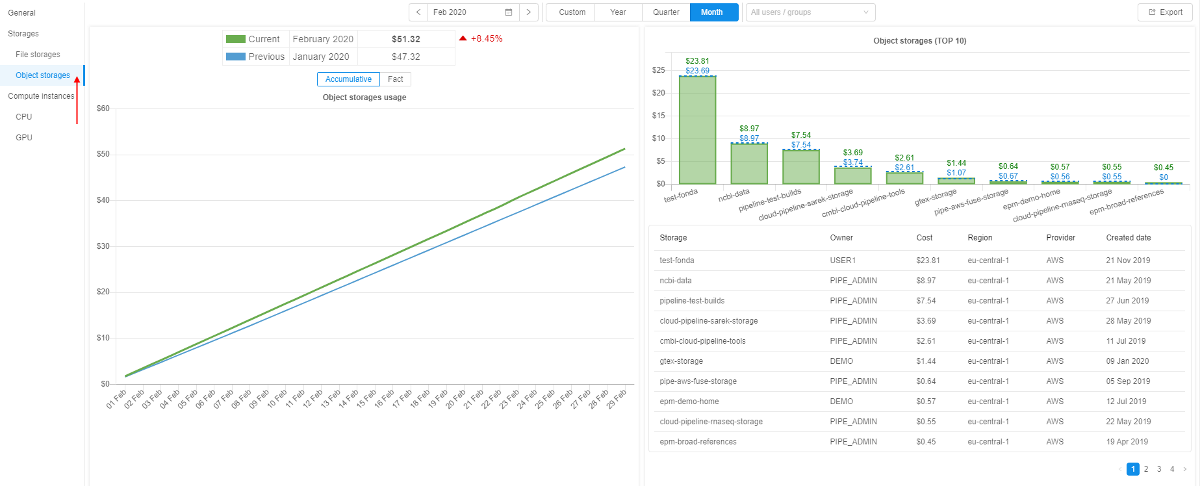 General
Storages
File storages
Object storages
Compute instances
CPU
GPU
Feb 2020
Custom Year Quarter Month
All users / groups
Export
Current February 2020 $51.32 +8.45%
Previous January 2020 $47.32
Accumulative Fact
Object storages usage
$60
$50
$40
$30
$20
$10
$0
01 Feb 02 Feb 03 Feb 04 Feb 05 Feb 06 Feb 07 Feb 08 Feb 09 Feb 10 Feb 11 Feb 12 Feb 13 Feb 14 Feb 15 Feb 16 Feb 17 Feb 18 Feb 19 Feb 20 Feb 21 Feb 22 Feb 23 Feb 24 Feb 25 Feb 26 Feb 27 Feb 28 Feb 29 Feb
Object storages (TOP 10)
$25
$20
$15
$10
$5
$0
$23.81 $8.97 $7.54 $3.69 $2.61 $1.44 $0.64 $0.57 $0.55 $0.45
$23.69 $8.97 $7.54 $3.74 $2.61 $1.07 $0.67 $0.56 $0.55 $0
test-fonda ncbi-data pipeline-test-builds cloud-pipeline-sarek-storage cmbi-cloud-pipeline-tools gtex-storage pipe-aws-fuse-storage epm-demo-home cloud-pipeline-rnaseq-storage epm-broad-references
Storage Owner Cost Region Provider Created date
test-fonda USER1 $23.81 eu-central-1 AWS 21 Nov 2019
ncbi-data PIPE_ADMIN $8.97 eu-central-1 AWS 21 May 2019
pipeline-test-builds PIPE_ADMIN $7.54 eu-central-1 AWS 27 Jun 2019
cloud-pipeline-sarek-storage PIPE_ADMIN $3.69 eu-central-1 AWS 28 May 2019
cmbi-cloud-pipeline-tools PIPE_ADMIN $2.61 eu-central-1 AWS 11 Jul 2019
gtex-storage DEMO $1.44 eu-central-1 AWS 09 Jan 2020
pipe-aws-fuse-storage PIPE_ADMIN $0.64 eu-central-1 AWS 05 Sep 2019
epm-demo-home DEMO $0.57 eu-central-1 AWS 12 Jul 2019
cloud-pipeline-rnaseq-storage PIPE_ADMIN $0.55 eu-central-1 AWS 22 May 2019
epm-broad-references PIPE_ADMIN $0.45 eu-central-1 AWS 19 Apr 2019
1 2 3 4